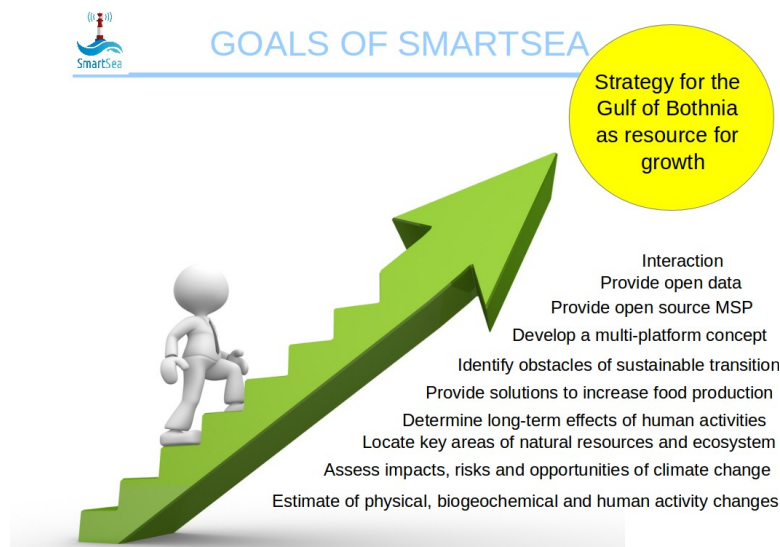 SmartSea
GOALS OF SMARTSEA
Strategy for the
Gulf of Bothnia
as resource for
growth
Interaction
Provide open data
Provide open source MSP
Develop a multi-platform concept
Identify obstacles of sustainable transition
Provide solutions to increase food production
Determine long-term effects of human activities
Locate key areas of natural resources and ecosystem
Assess impacts, risks and opportunities of climate change
Estimate of physical, biogeochemical and human activity changes